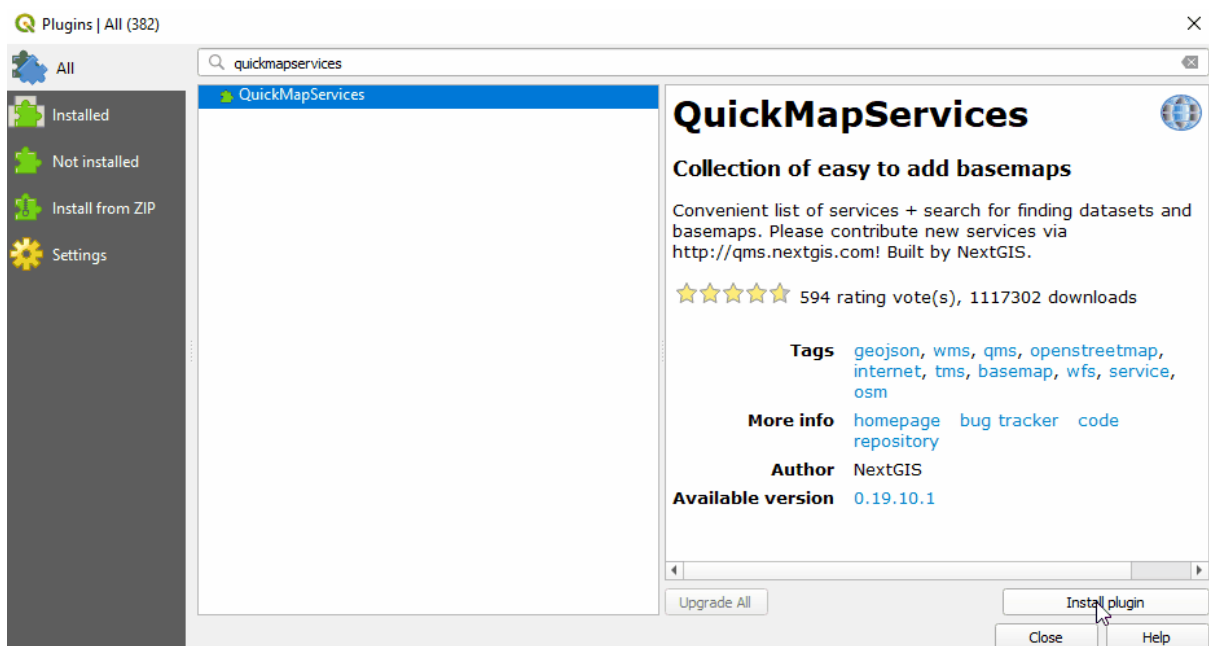 Plugins | All (382)
All
Installed
Not installed
Install from ZIP
Settings
quickmapservices
QuickMapServices
QuickMapServices
Collection of easy to add basemaps
Convenient list of services + search for finding datasets and
basemaps. Please contribute new services via
http://qms.nextgis.com! Built by NextGIS.
594 rating vote(s), 1117302 downloads
Tags geojson, wms, qms, openstreetmap,
internet, tms, basemap, wfs, service,
osm
More info homepage bug tracker code
repository
Author NextGIS
Available version 0.19.10.1
Upgrade All
Install plugin
Close Help